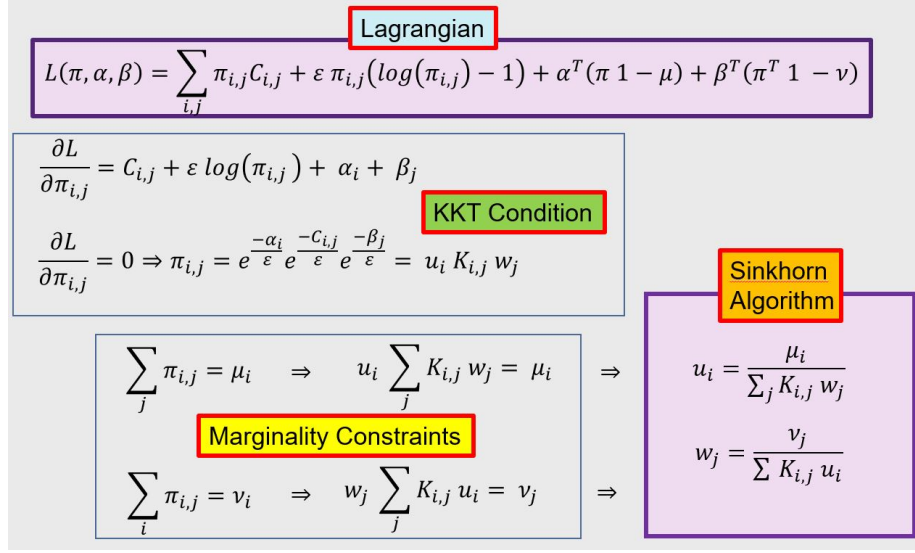 Lagrangian
L(π, α, β) = ∑_{i,j} π_{i,j}C_{i,j} + ε π_{i,j}(log(π_{i,j}) − 1) + α^T(π 1 − μ) + β^T(π^T 1 − ν)
∂L/∂π_{i,j} = C_{i,j} + ε log(π_{i,j}) + α_i + β_j
KKT Condition
∂L/∂π_{i,j} = 0 ⇒ π_{i,j} = e^{−α_i/ε} e^{−C_{i,j}/ε} e^{−β_j/ε} = u_i K_{i,j} w_j
Sinkhorn
Algorithm
∑_j π_{i,j} = μ_i ⇒ u_i ∑_j K_{i,j} w_j = μ_i ⇒ u_i = μ_i / ∑_j K_{i,j} w_j
Marginality Constraints
∑_i π_{i,j} = ν_i ⇒ w_j ∑_j K_{i,j} u_i = ν_j ⇒ w_j = ν_j / ∑ K_{i,j} u_i